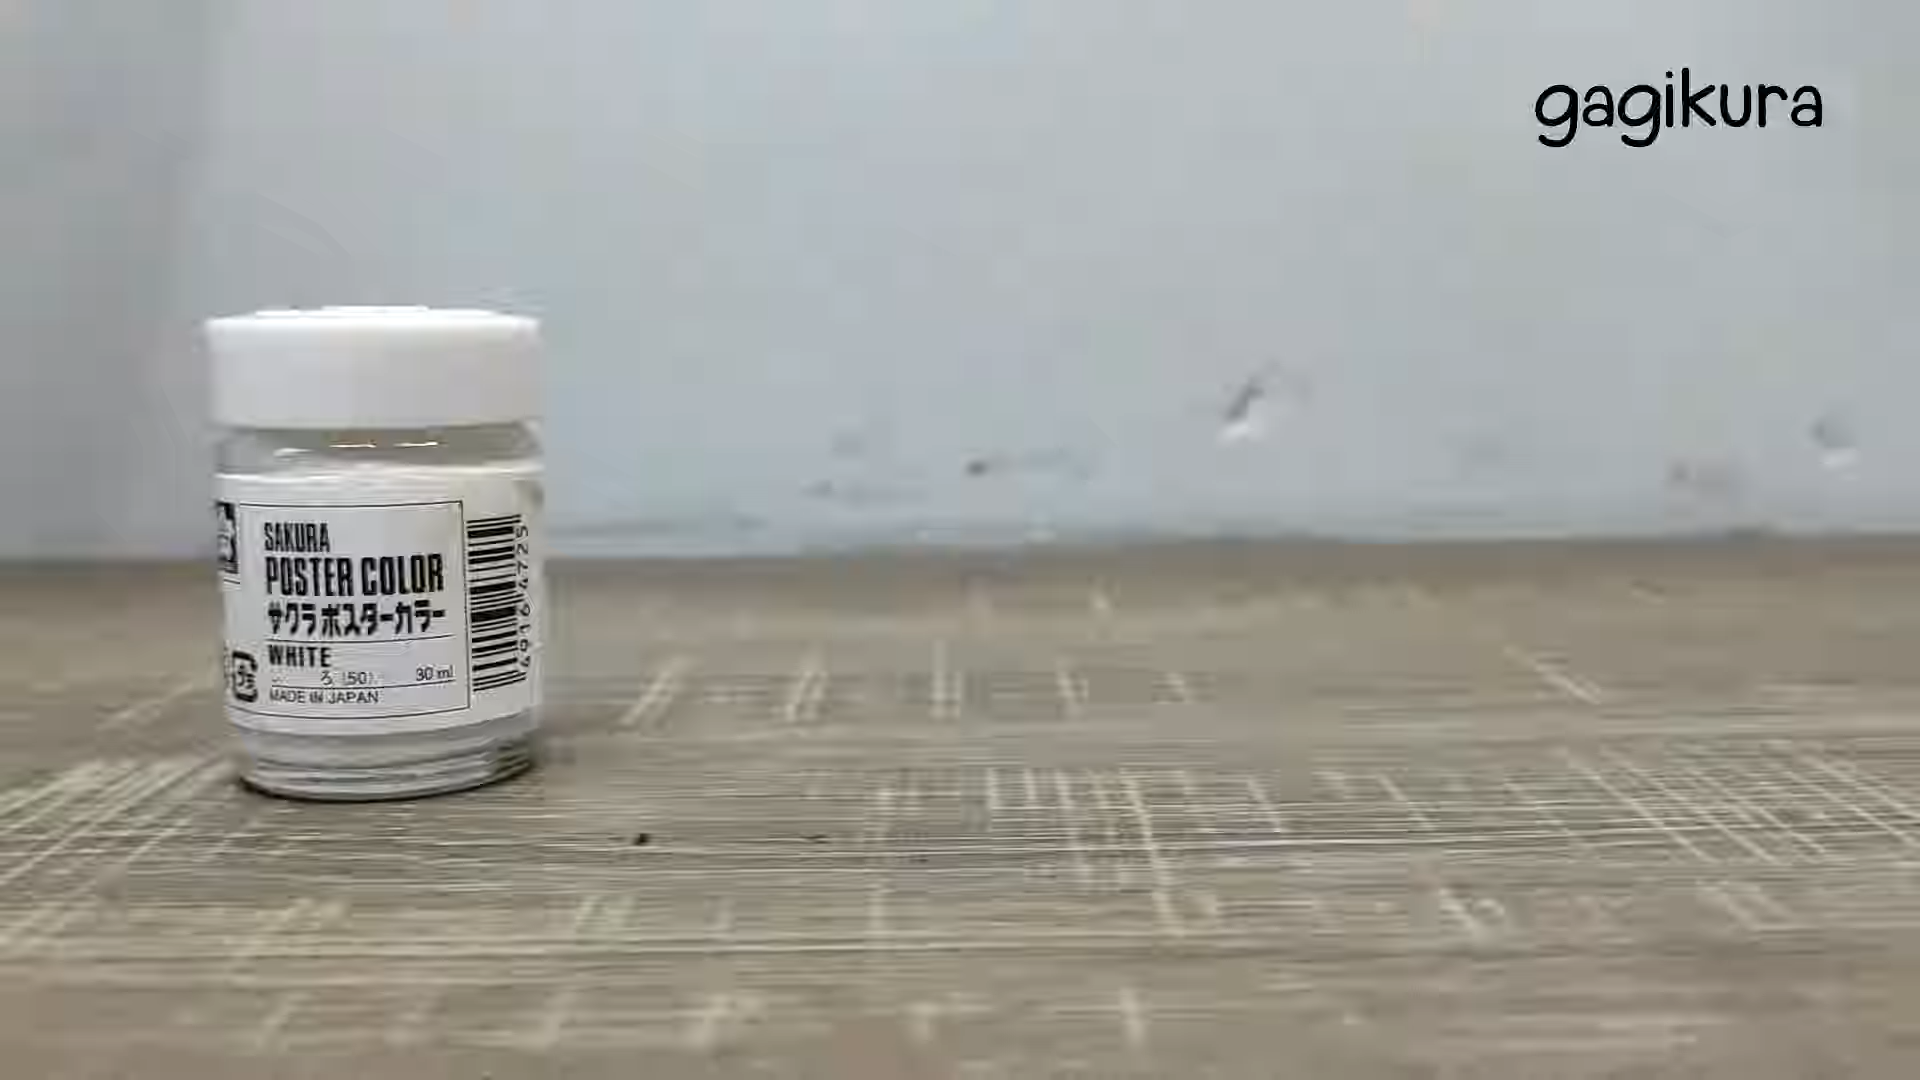 gagikura
SAKURA
POSTER COLOR
サクラポスターカラー
WHITE
30 ml
MADE IN JAPAN